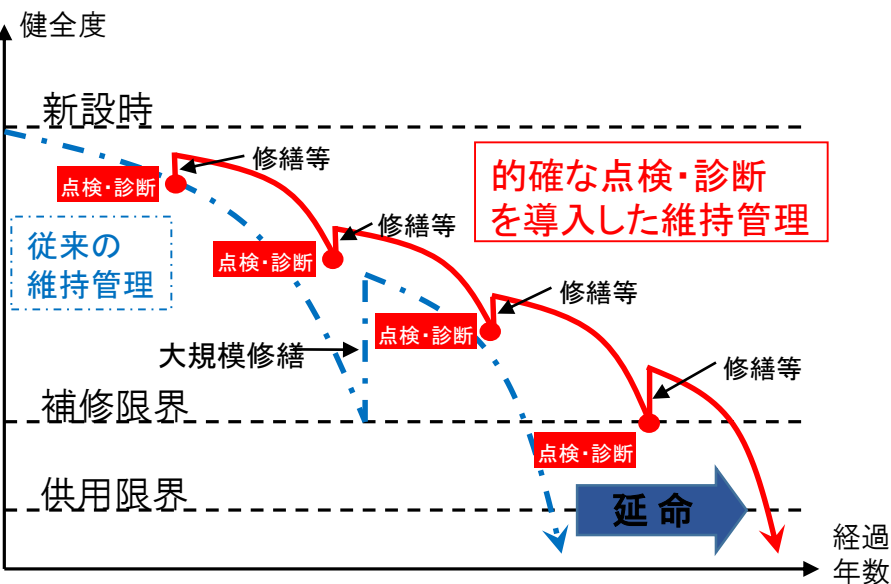 健全度
新設時
修繕等
点検・診断
的確な点検・診断
を導入した維持管理
従来の
維持管理
修繕等
点検・診断
修繕等
点検・診断
大規模修繕
修繕等
補修限界
点検・診断
供用限界
延命
経過
年数